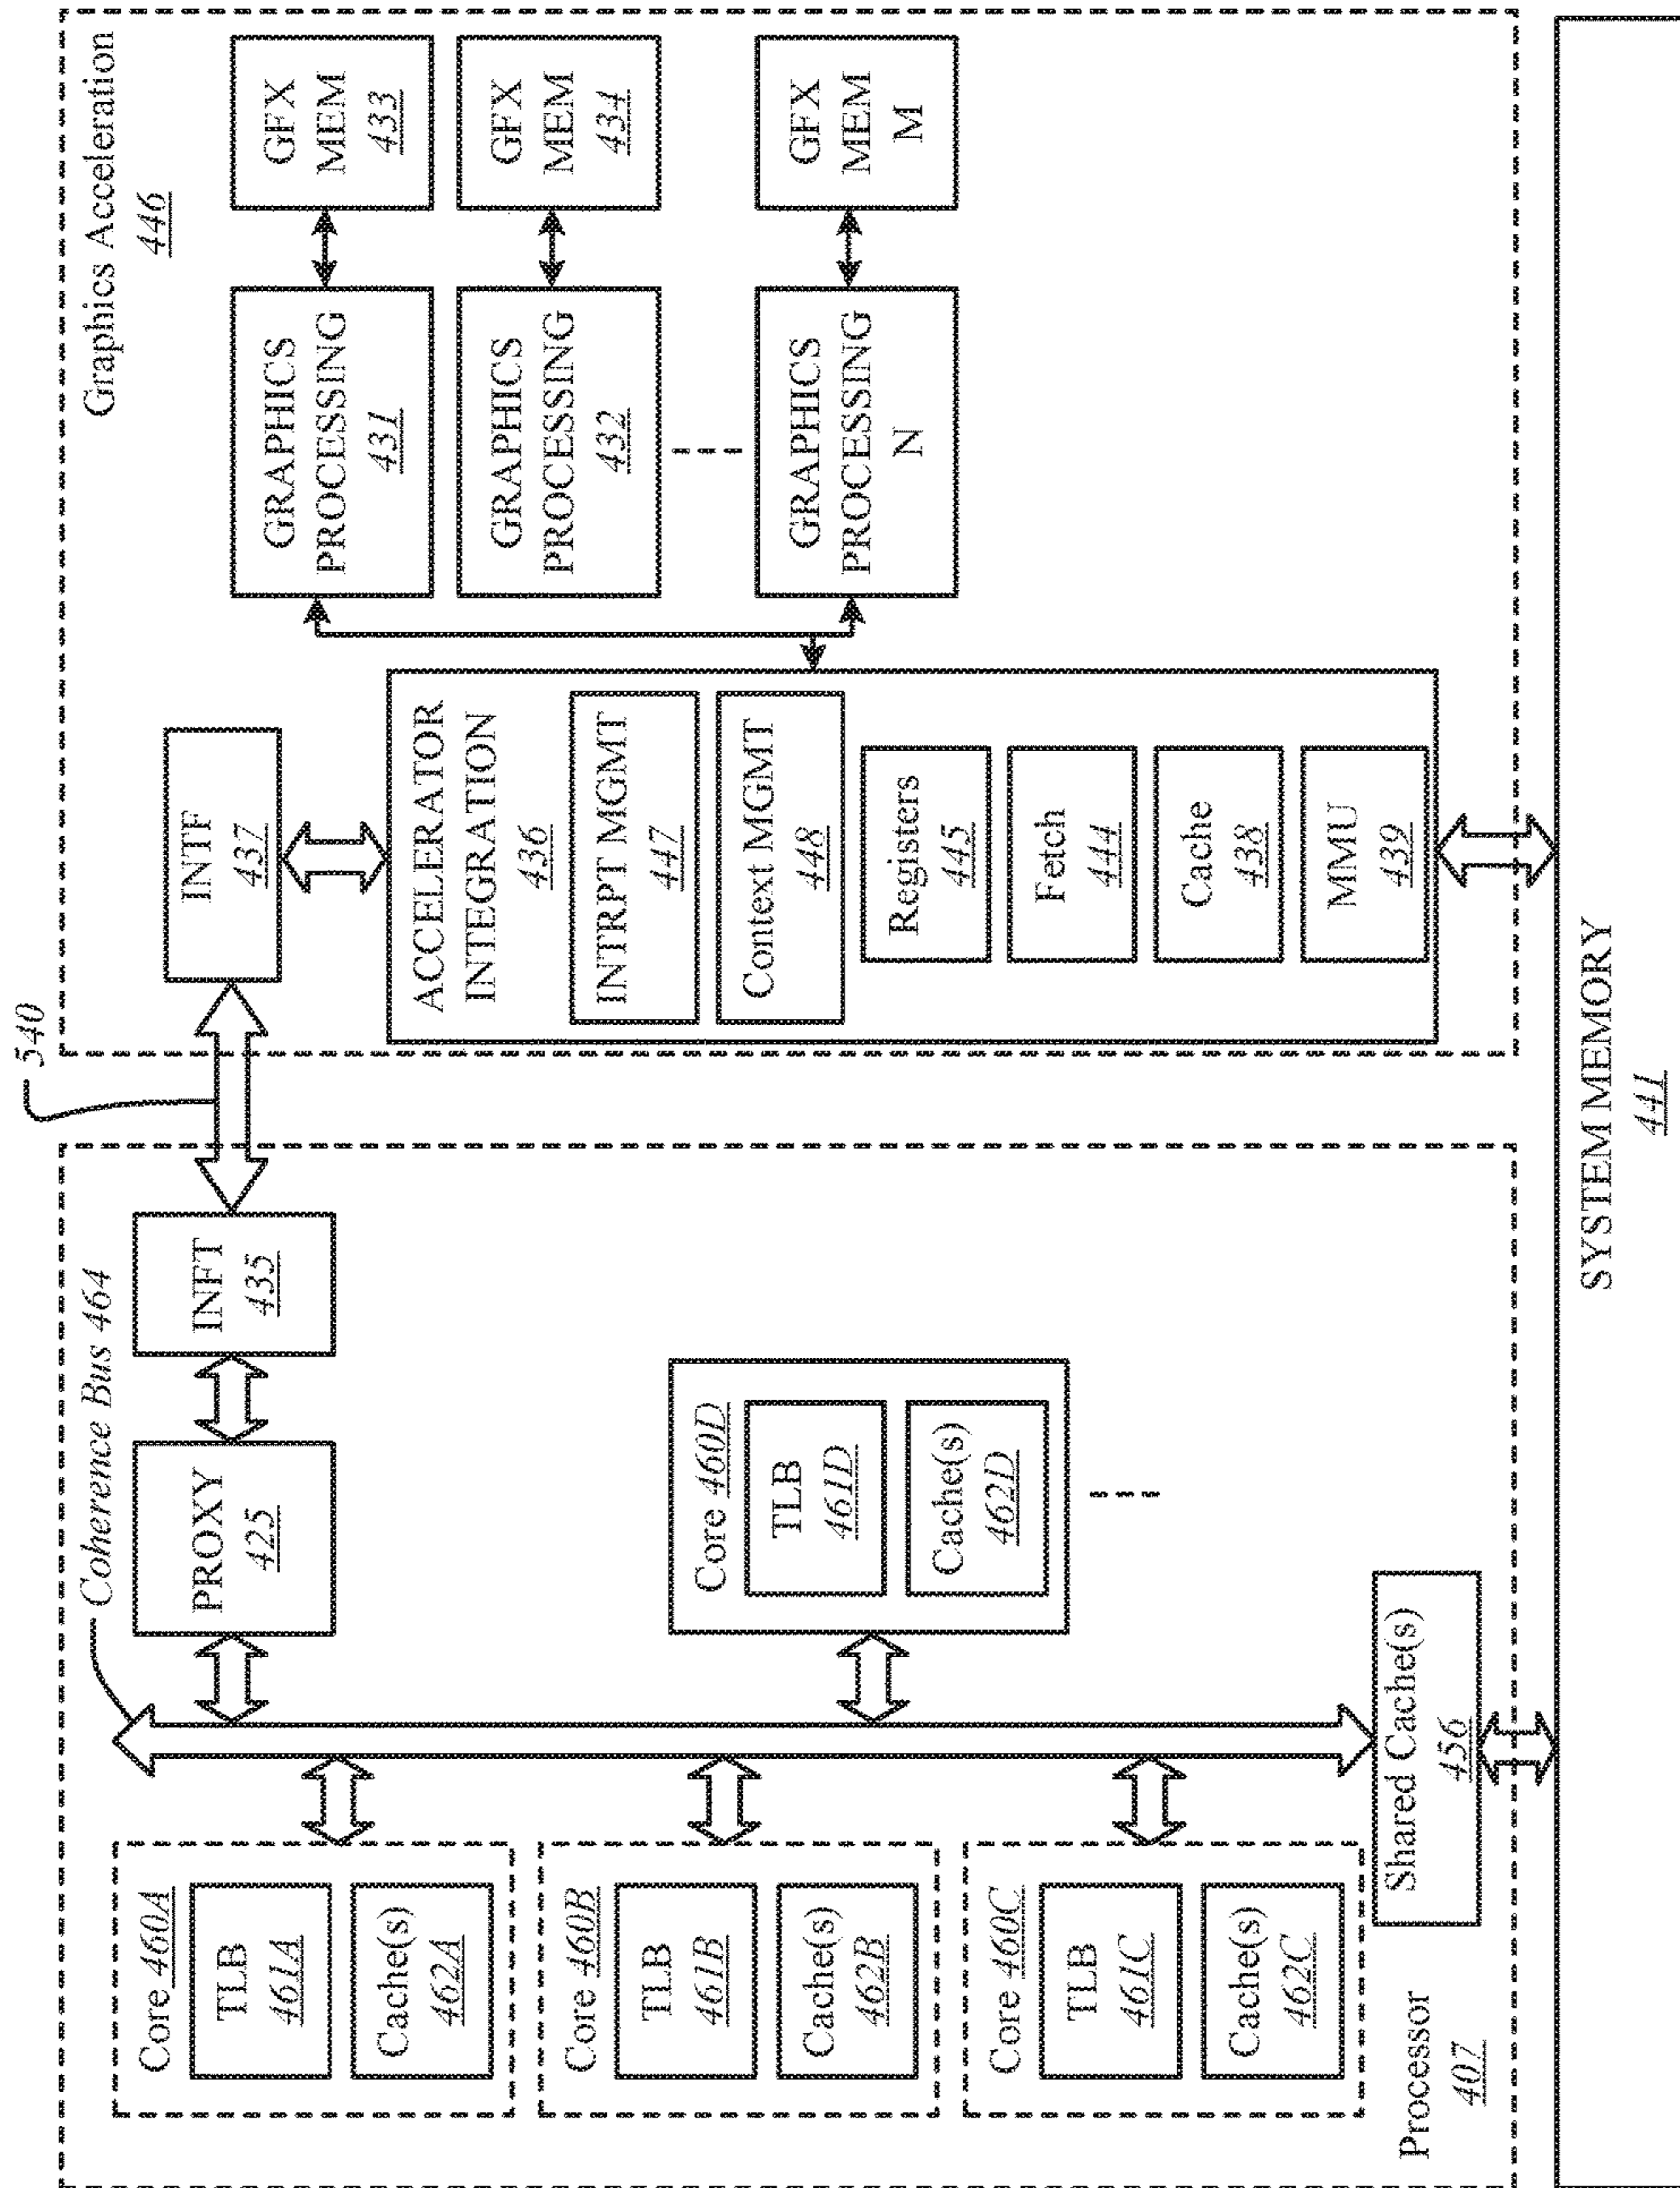 Core 460A
TLB
461A
Cache(s)
462A
Core 460B
TLB
461B
Cache(s)
462B
Core 460C
TLB
461C
Cache(s)
462C
Processor
407
Coherence Bus 464
PROXY
425
INFT
435
Core 460D
TLB
461D
Cache(s)
462D
Shared Cache(s)
456
540
Graphics Acceleration
446
INTF
437
ACCELERATOR
INTEGRATION
436
INTRPT MGMT
447
Context MGMT
448
Registers
445
Fetch
444
Cache
438
MMU
439
GRAPHICS
PROCESSING
431
GFX
MEM
433
GRAPHICS
PROCESSING
432
GFX
MEM
434
GRAPHICS
PROCESSING
N
GFX
MEM
M
SYSTEM MEMORY
441